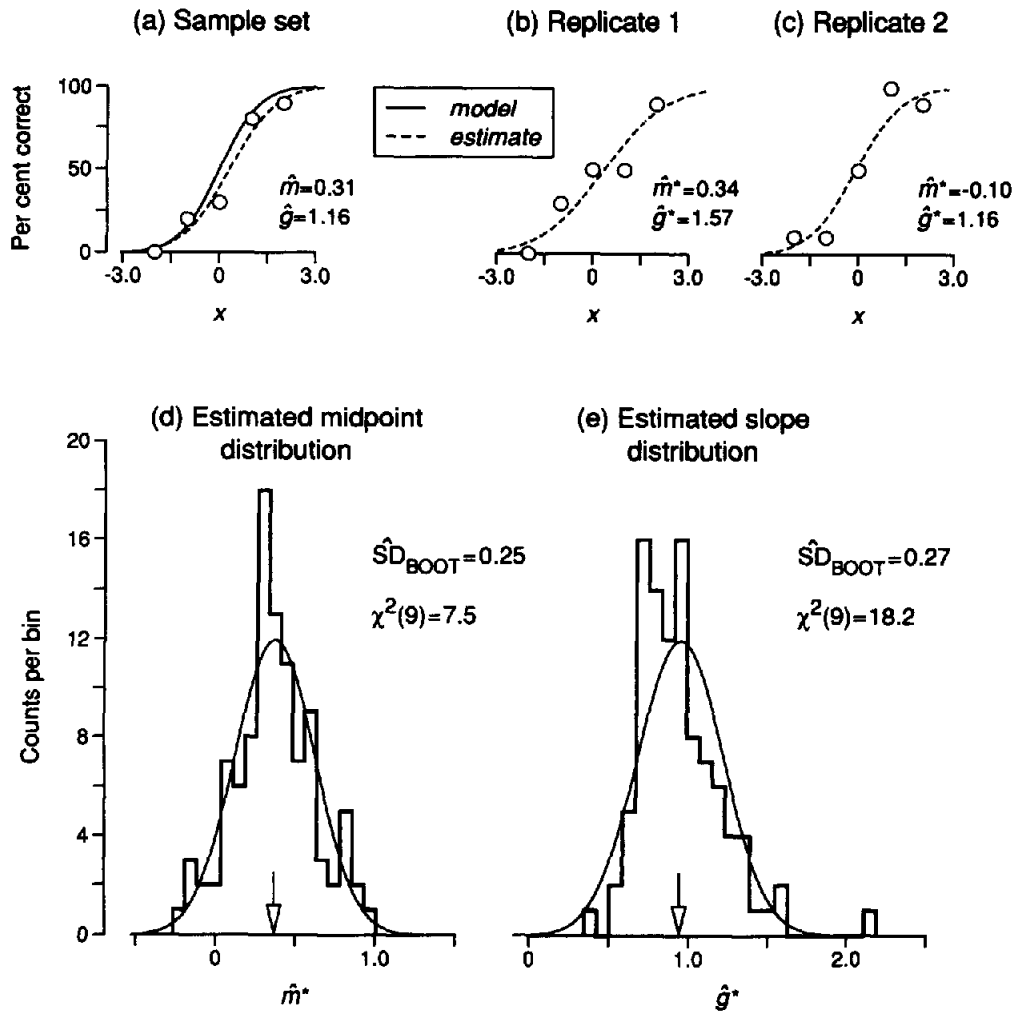 (a) Sample set
(b) Replicate 1
(c) Replicate 2
Per cent correct
100
50
0
-3.0 0 3.0
x
m̂=0.31
ĝ=1.16
model
estimate
m̂*=0.34
ĝ*=1.57
-3.0 0 3.0
x
m̂*=-0.10
ĝ*=1.16
-3.0 0 3.0
x
(d) Estimated midpoint
distribution
(e) Estimated slope
distribution
Counts per bin
20
16
12
8
4
0
SD̂BOOT=0.25
χ²(9)=7.5
0 1.0
m̂*
SD̂BOOT=0.27
χ²(9)=18.2
0 1.0 2.0
ĝ*